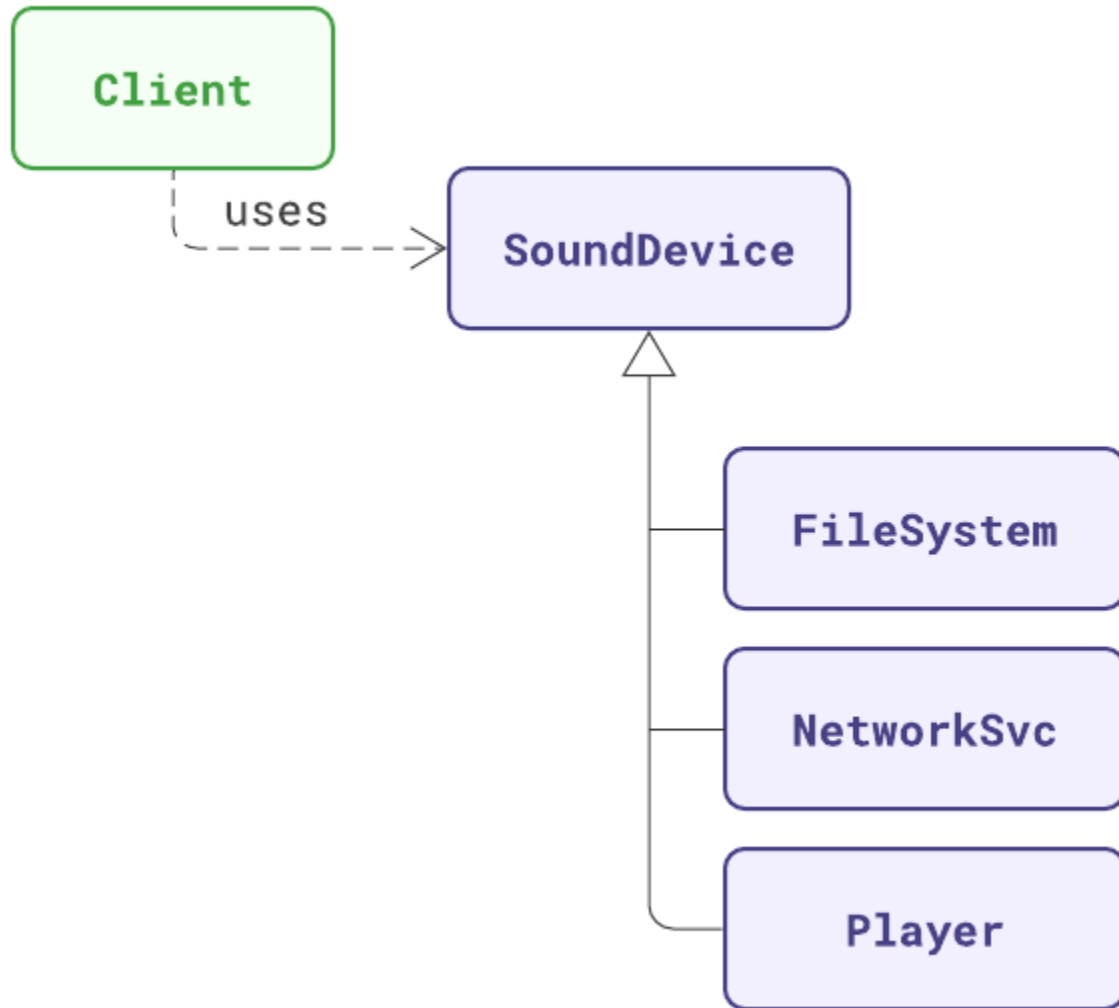 Client
uses
SoundDevice
FileSystem
NetworkSvc
Player